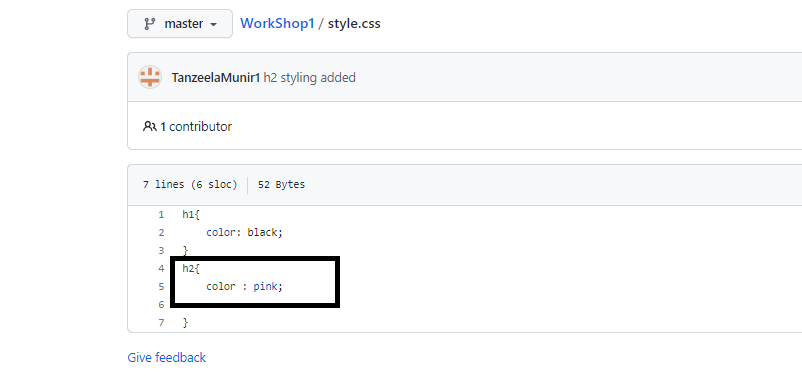 master WorkShop1 / style.css
TanzeelaMunir1 h2 styling added
1 contributor
7 lines (6 sloc) 52 Bytes
1 h1{
2 color: black;
3 }
4 h2{
5 color : pink;
6
7 }
Give feedback